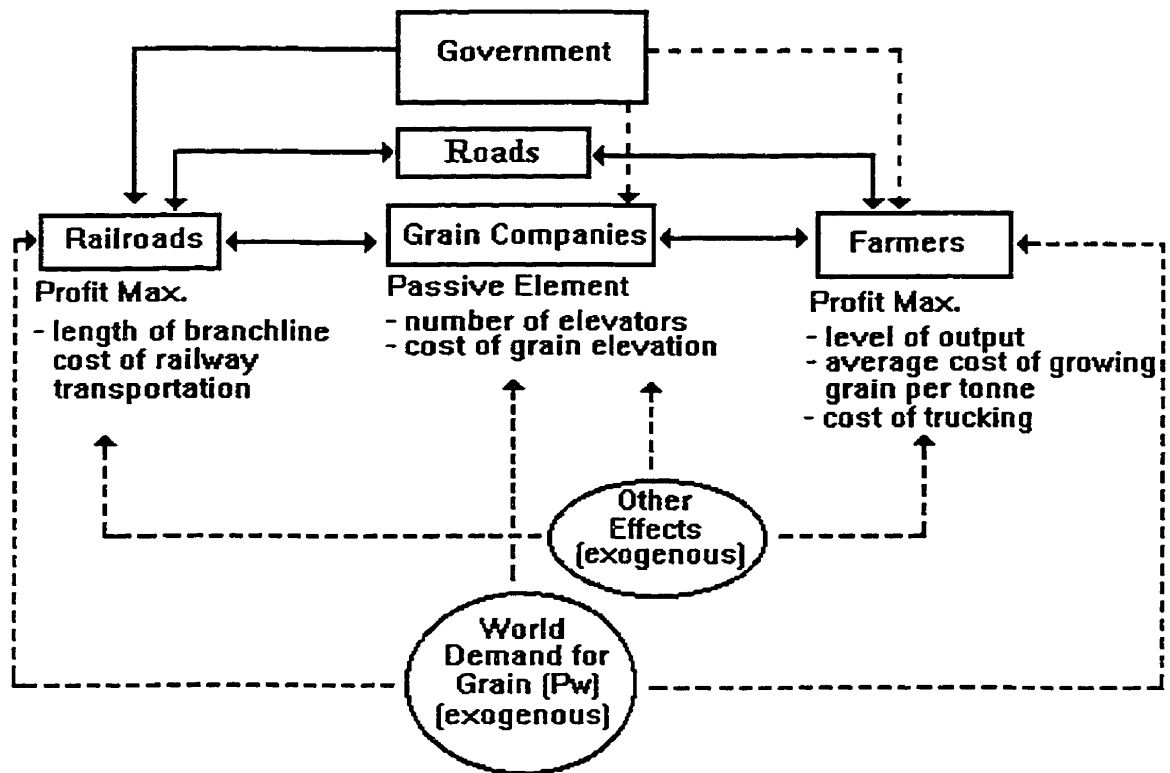 Government
Roads
Railroads
Grain Companies
Farmers
Profit Max.
- length of branchline
cost of railway
transportation
Passive Element
- number of elevators
- cost of grain elevation
Profit Max.
- level of output
- average cost of growing
grain per tonne
- cost of trucking
Other
Effects
(exogenous)
World
Demand for
Grain (Pw)
(exogenous)